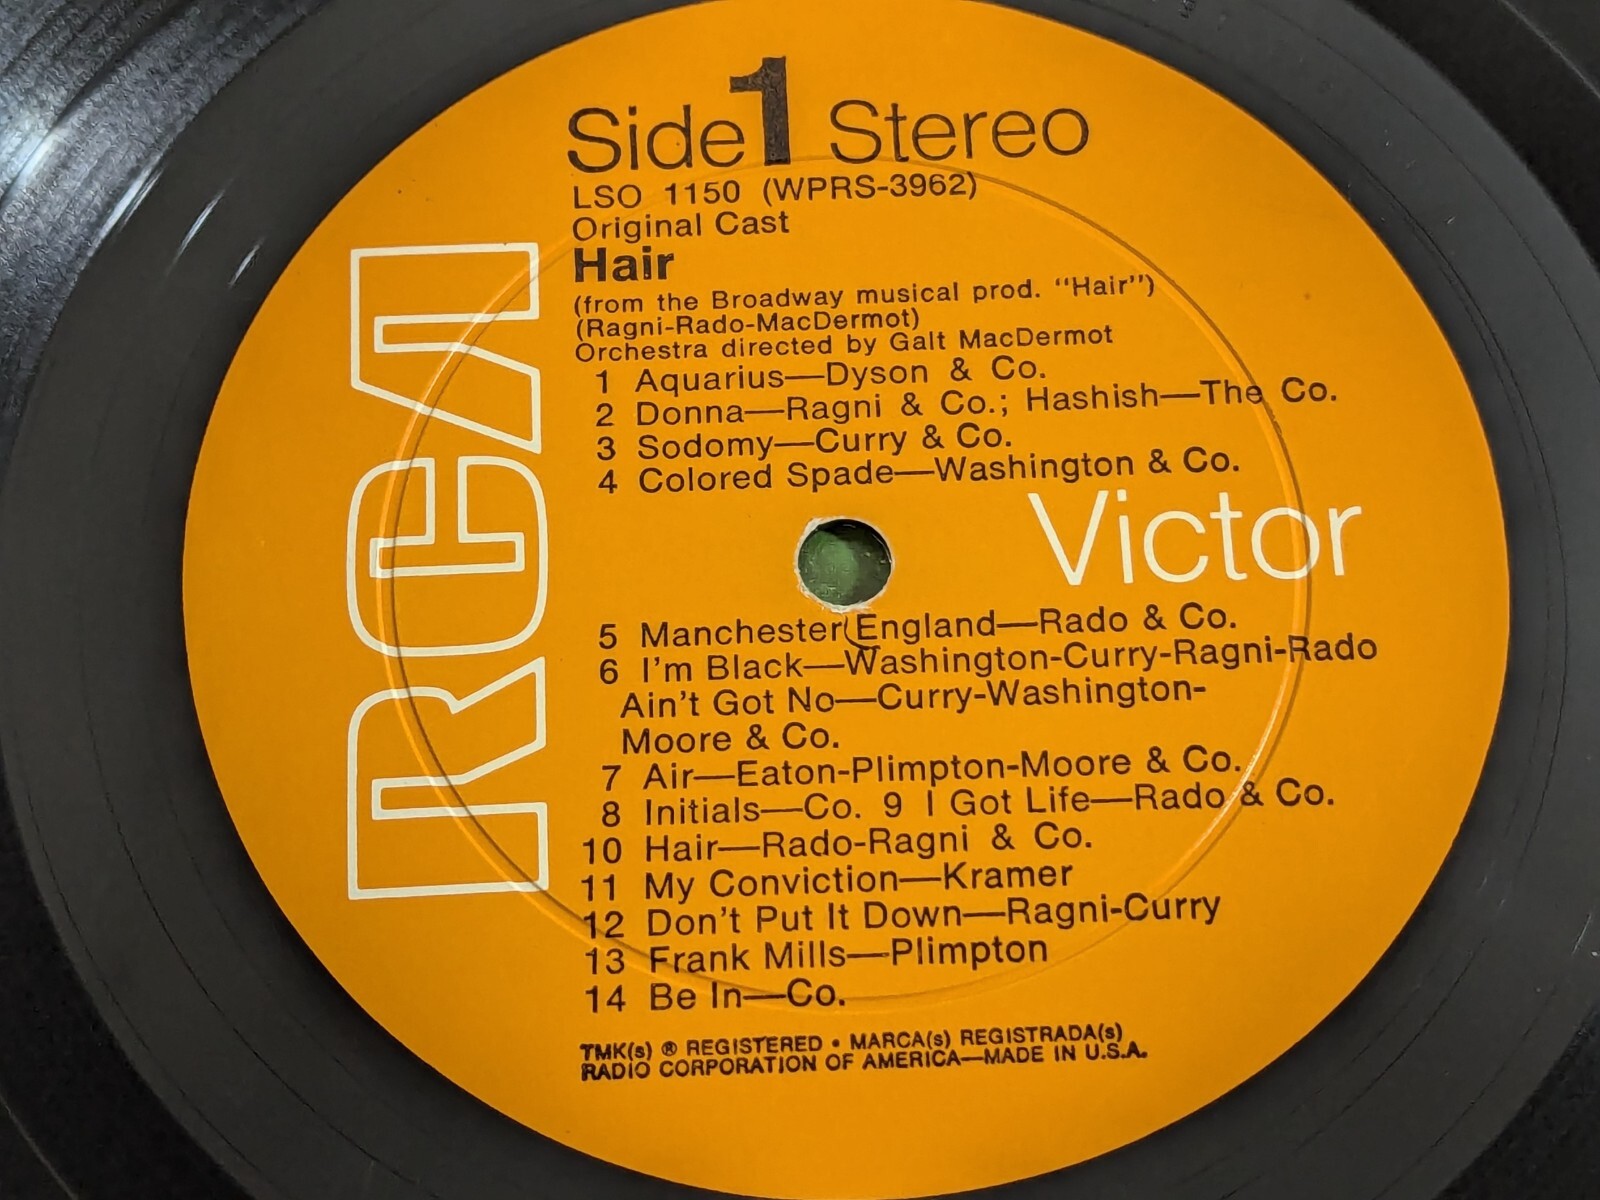 Side 1 Stereo
LSO 1150 (WPRS-3962)
Original Cast
Hair
(from the Broadway musical prod. "Hair")
(Ragni-Rado-MacDermot)
Orchestra directed by Galt MacDermot
1 Aquarius—Dyson & Co.
2 Donna—Ragni & Co.; Hashish—The Co.
3 Sodomy—Curry & Co.
4 Colored Spade—Washington & Co.
RCA
Victor
5 Manchester England—Rado & Co.
6 I'm Black—Washington-Curry-Ragni-Rado
Ain't Got No—Curry-Washington-
Moore & Co.
7 Air—Eaton-Plimpton-Moore & Co.
8 Initials—Co. 9 I Got Life—Rado & Co.
10 Hair—Rado-Ragni & Co.
11 My Conviction—Kramer
12 Don't Put It Down—Ragni-Curry
13 Frank Mills—Plimpton
14 Be In—Co.
TMK(s) ® REGISTERED • MARCA(s) REGISTRADA(s)
RADIO CORPORATION OF AMERICA—MADE IN U.S.A.